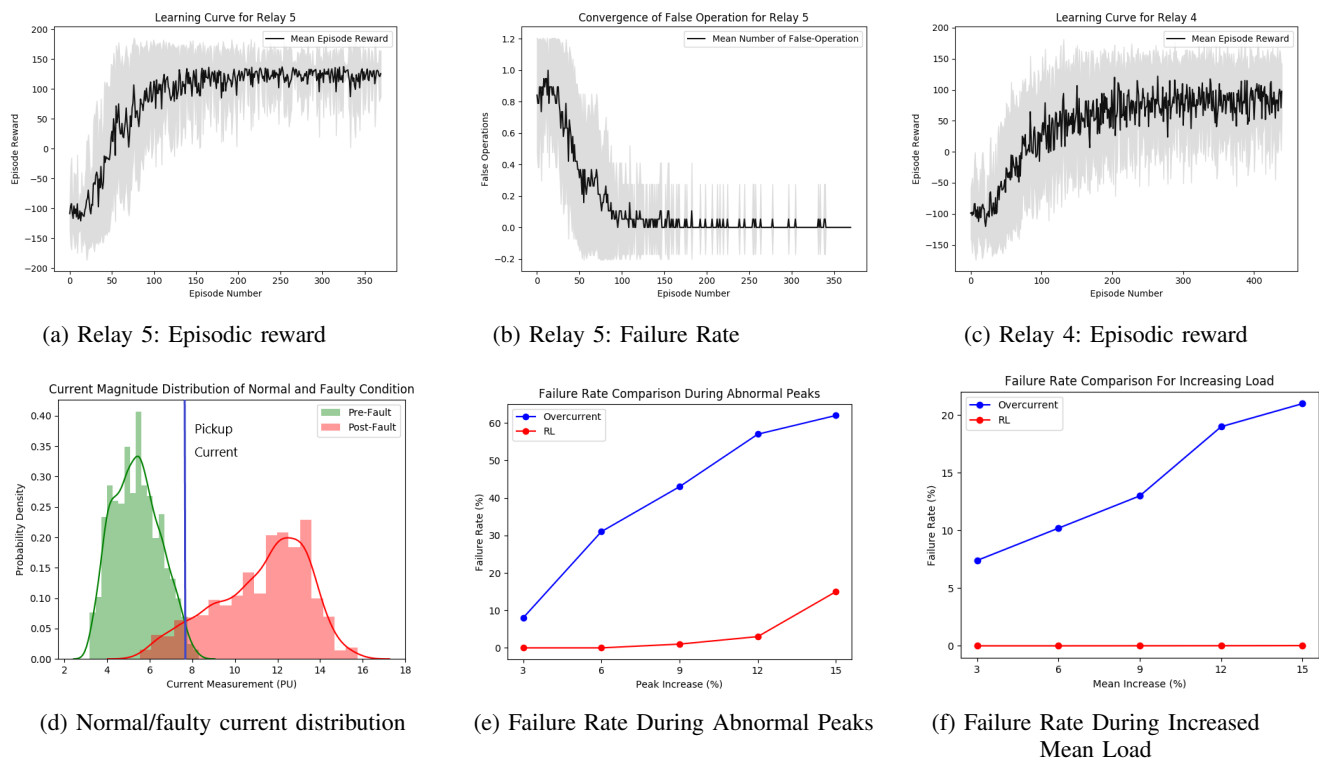 Learning Curve for Relay 5
Mean Episode Reward
200
150
100
50
0
−50
−100
−150
−200
Episode Reward
0 50 100 150 200 250 300 350
Episode Number
(a) Relay 5: Episodic reward
Convergence of False Operation for Relay 5
Mean Number of False-Operation
1.2
1.0
0.8
0.6
0.4
0.2
0.0
−0.2
False Operations
0 50 100 150 200 250 300 350
Episode Number
(b) Relay 5: Failure Rate
Learning Curve for Relay 4
Mean Episode Reward
150
100
50
0
−50
−100
−150
Episode Reward
0 100 200 300 400
Episode Number
(c) Relay 4: Episodic reward
Current Magnitude Distribution of Normal and Faulty Condition
Pre-Fault
Post-Fault
Pickup
Current
0.40
0.35
0.30
0.25
0.20
0.15
0.10
0.05
0.00
Probability Density
2 4 6 8 10 12 14 16 18
Current Measurement (PU)
(d) Normal/faulty current distribution
Failure Rate Comparison During Abnormal Peaks
Overcurrent
RL
60
50
40
30
20
10
0
Failure Rate (%)
3 6 9 12 15
Peak Increase (%)
(e) Failure Rate During Abnormal Peaks
Failure Rate Comparison For Increasing Load
Overcurrent
RL
20
15
10
5
0
Failure Rate (%)
3 6 9 12 15
Mean Increase (%)
(f) Failure Rate During Increased
Mean Load